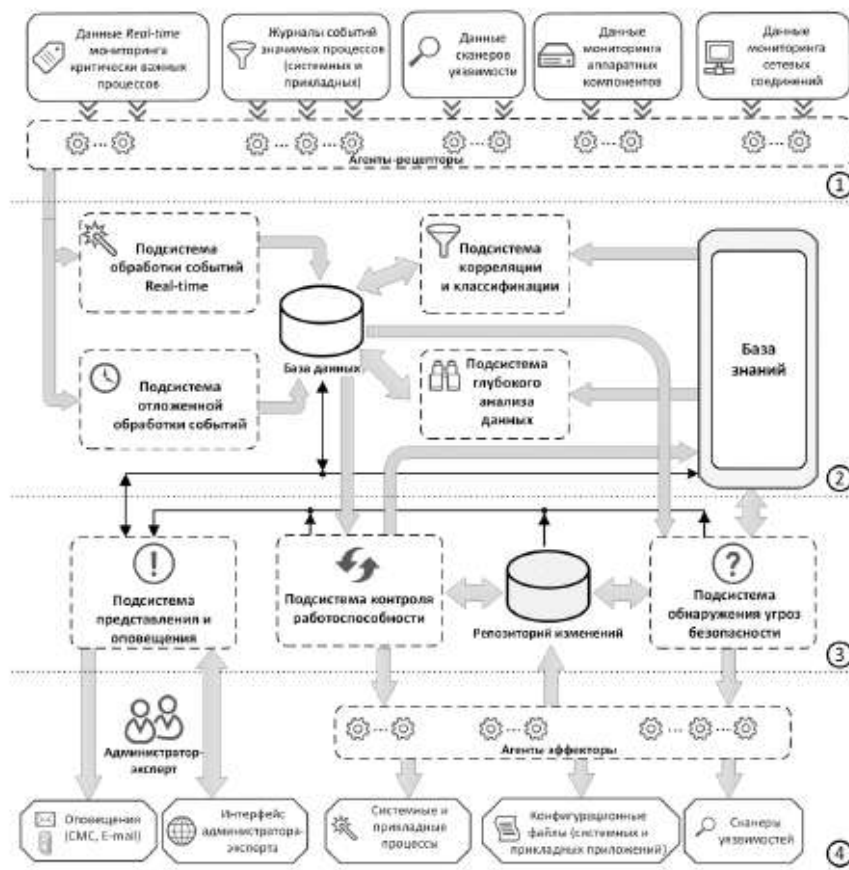 Данные Real-time
мониторинга
критически важных
процессов
Журналы событий
значимых процессов
(системных и
прикладных)
Данные
сканеров
уязвимости
Данные
мониторинга
аппаратных
компонентов
Данные
мониторинга
сетевых
соединений
Агенты-рецепторы
1
Подсистема
обработки событий
Real-time
Подсистема
корреляции
и классификации
База данных
База
знаний
Подсистема
отложенной
обработки событий
Подсистема
глубокого
анализа
данных
2
Подсистема
представления и
оповещения
Подсистема контроля
работоспособности
Репозиторий изменений
Подсистема
обнаружения угроз
безопасности
3
Администратор-
эксперт
Агенты эффекторы
Оповещения
(СМС, E-mail)
Интерфейс
администратора-
эксперта
Системные и
прикладные
процессы
Конфигурационные
файлы (системных и
прикладных приложений)
Сканеры
уязвимостей
4